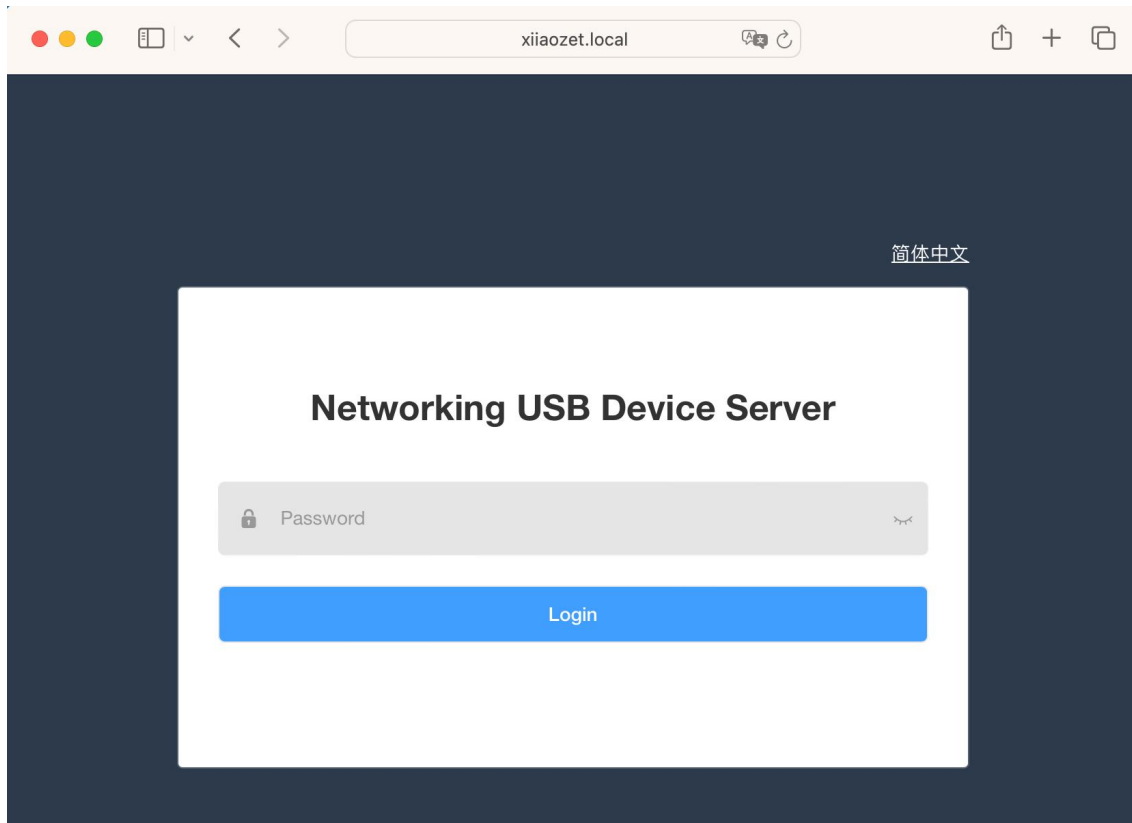 xiiaozet.local
简体中文
Networking USB Device Server
Password
Login